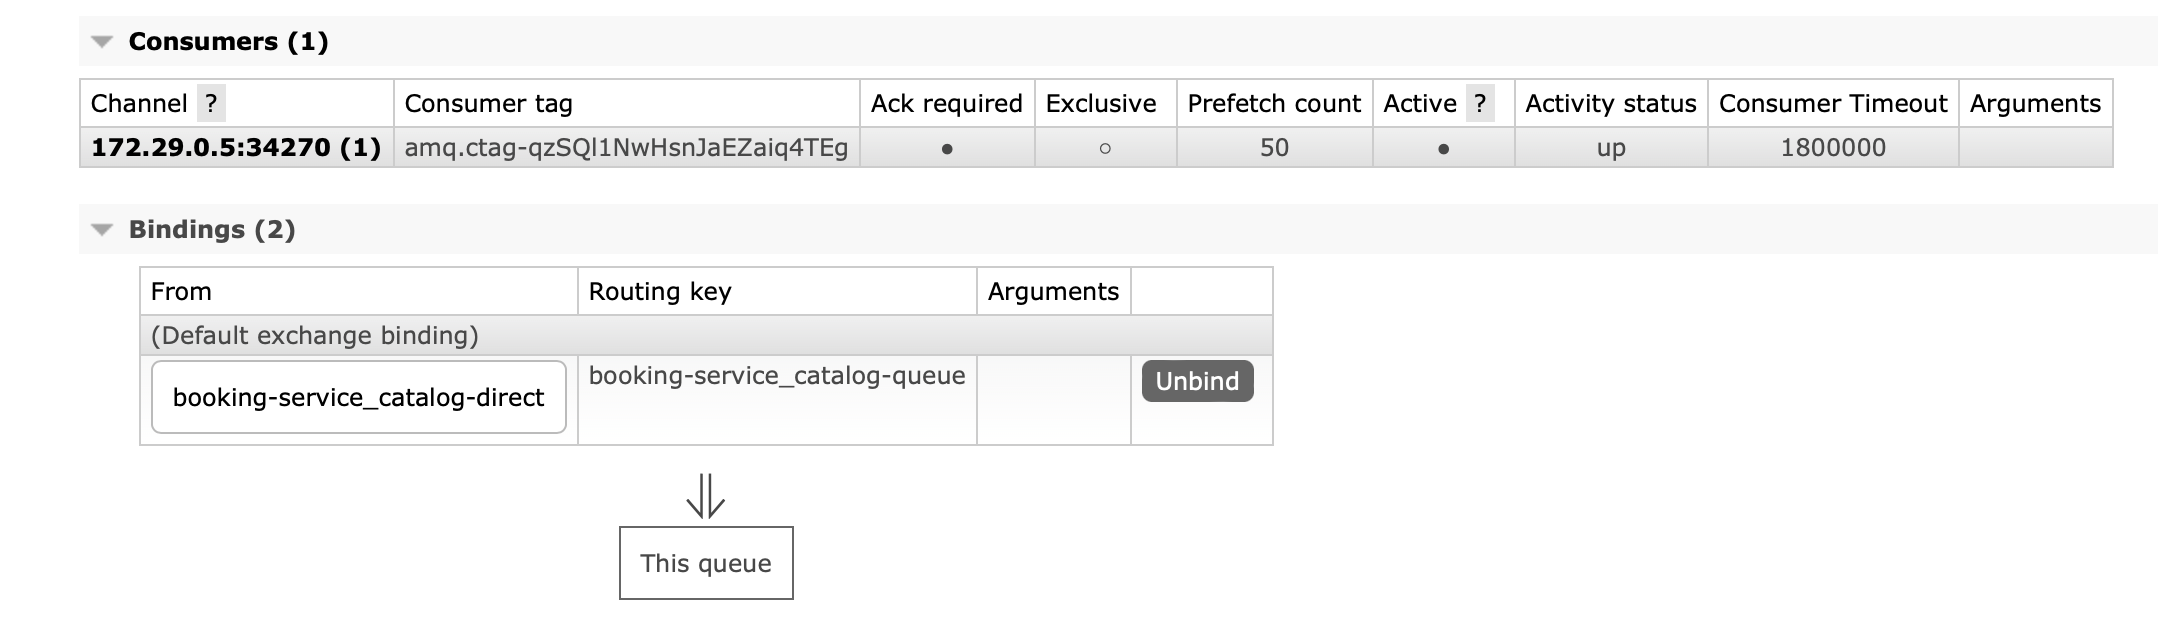 Consumers (1)
Channel ? Consumer tag Ack required Exclusive Prefetch count Active ? Activity status Consumer Timeout Arguments
172.29.0.5:34270 (1) amq.ctag-qzSQl1NwHsnJaEZaiq4TEg ● ○ 50 ● up 1800000
Bindings (2)
From Routing key Arguments
(Default exchange binding)
booking-service_catalog-direct booking-service_catalog-queue Unbind
This queue